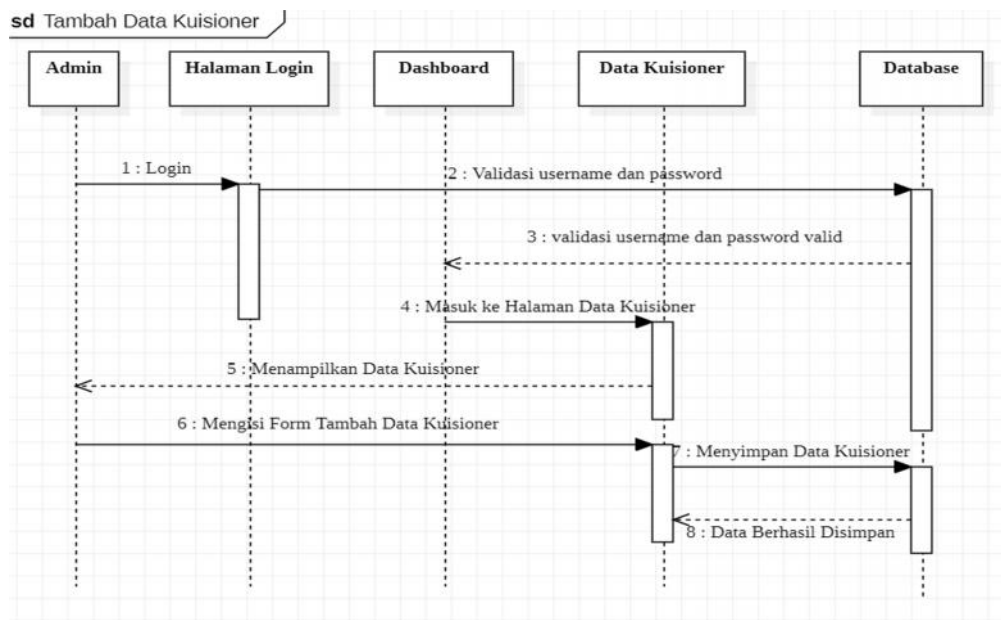 sd Tambah Data Kuisioner
Admin
Halaman Login
Dashboard
Data Kuisioner
Database
1 : Login
2 : Validasi username dan password
3 : validasi username dan password valid
4 : Masuk ke Halaman Data Kuisioner
5 : Menampilkan Data Kuisioner
6 : Mengisi Form Tambah Data Kuisioner
7 : Menyimpan Data Kuisioner
8 : Data Berhasil Disimpan